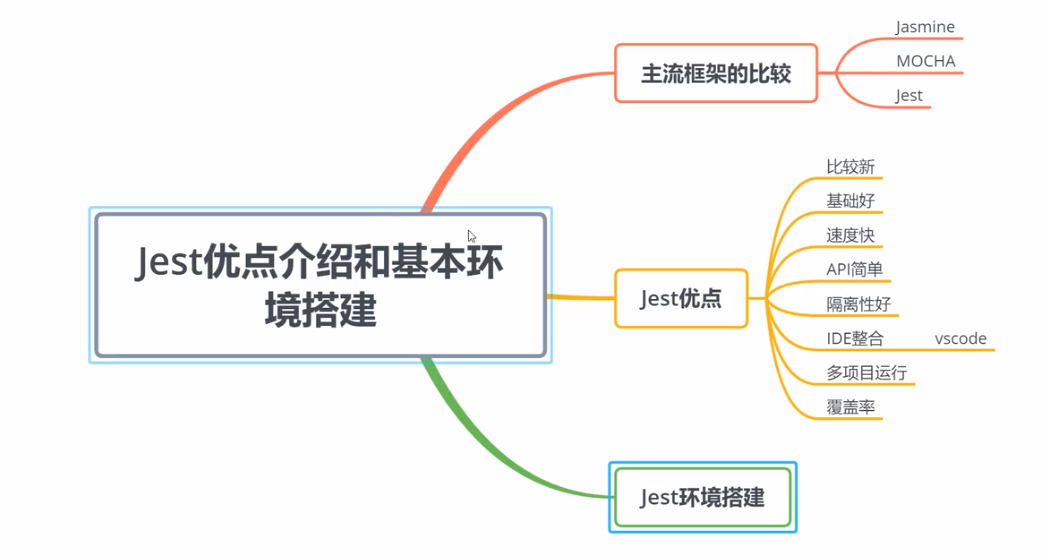 Jest优点介绍和基本环
境搭建
主流框架的比较
Jasmine
MOCHA
Jest
Jest优点
比较新
基础好
速度快
API简单
隔离性好
IDE整合 vscode
多项目运行
覆盖率
Jest环境搭建